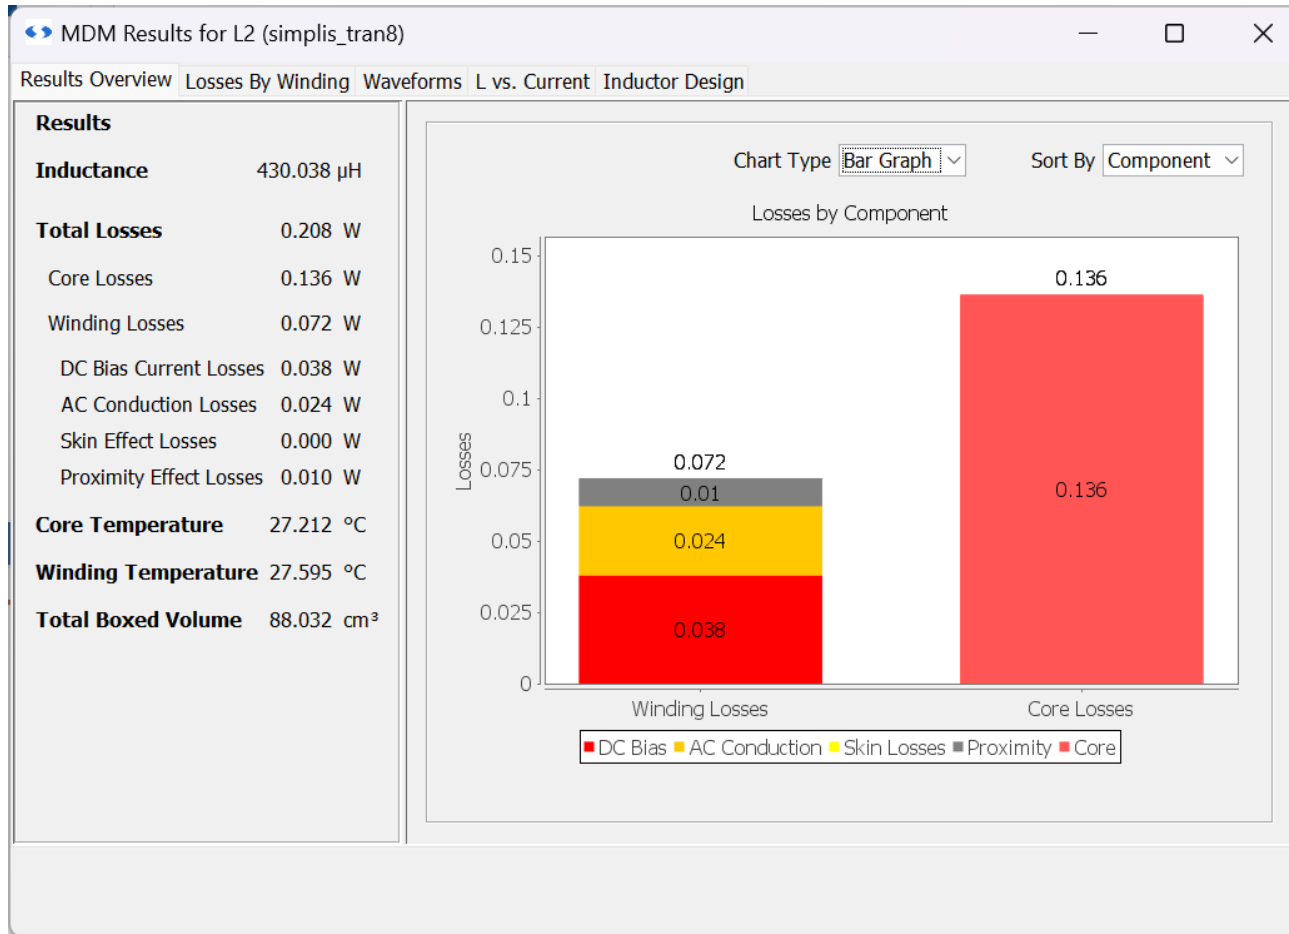 MDM Results for L2 (simplis_tran8)
Results Overview Losses By Winding Waveforms L vs. Current Inductor Design
Results
Inductance 430.038 µH
Total Losses 0.208 W
Core Losses 0.136 W
Winding Losses 0.072 W
DC Bias Current Losses 0.038 W
AC Conduction Losses 0.024 W
Skin Effect Losses 0.000 W
Proximity Effect Losses 0.010 W
Core Temperature 27.212 °C
Winding Temperature 27.595 °C
Total Boxed Volume 88.032 cm³
Chart Type Bar Graph Sort By Component
Losses by Component
Losses
0.15
0.125
0.1
0.075
0.05
0.025
0
0.072
0.01
0.024
0.038
0.136
0.136
Winding Losses Core Losses
DC Bias AC Conduction Skin Losses Proximity Core